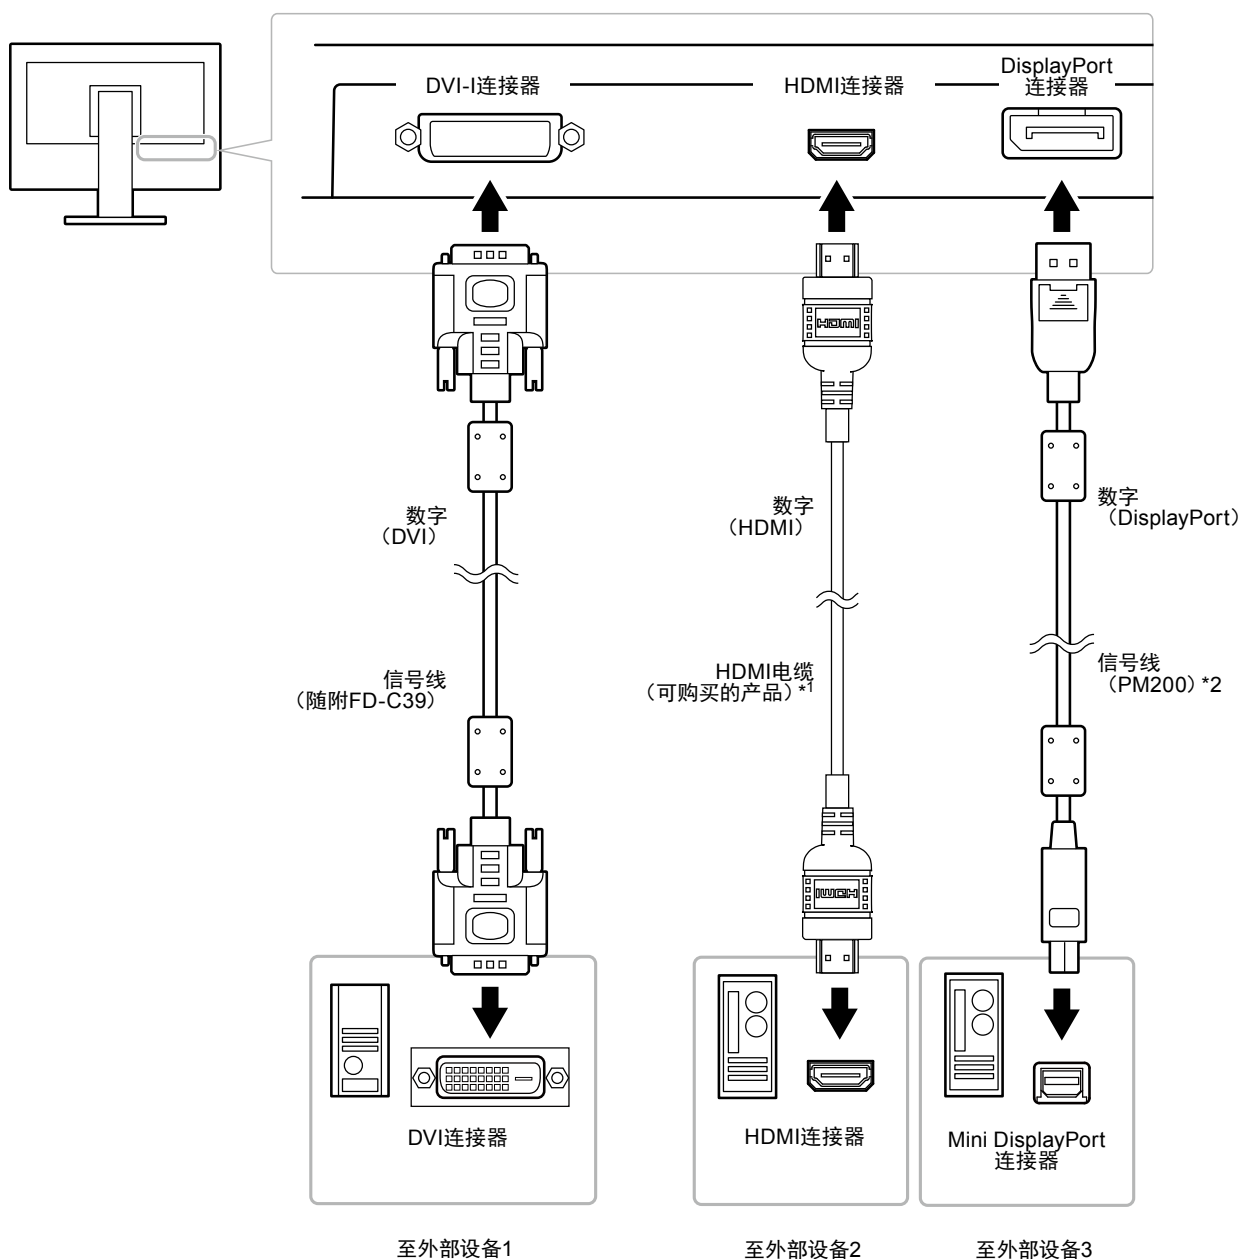 DVI-I连接器
HDMI连接器
DisplayPort
连接器
HDMI
数字
（DVI）
数字
（HDMI）
数字
（DisplayPort）
信号线
（随附FD-C39）
HDMI电缆
（可购买的产品）*1
信号线
（PM200）*2
HDMI
DVI连接器
HDMI连接器
Mini DisplayPort
连接器
至外部设备1
至外部设备2
至外部设备3